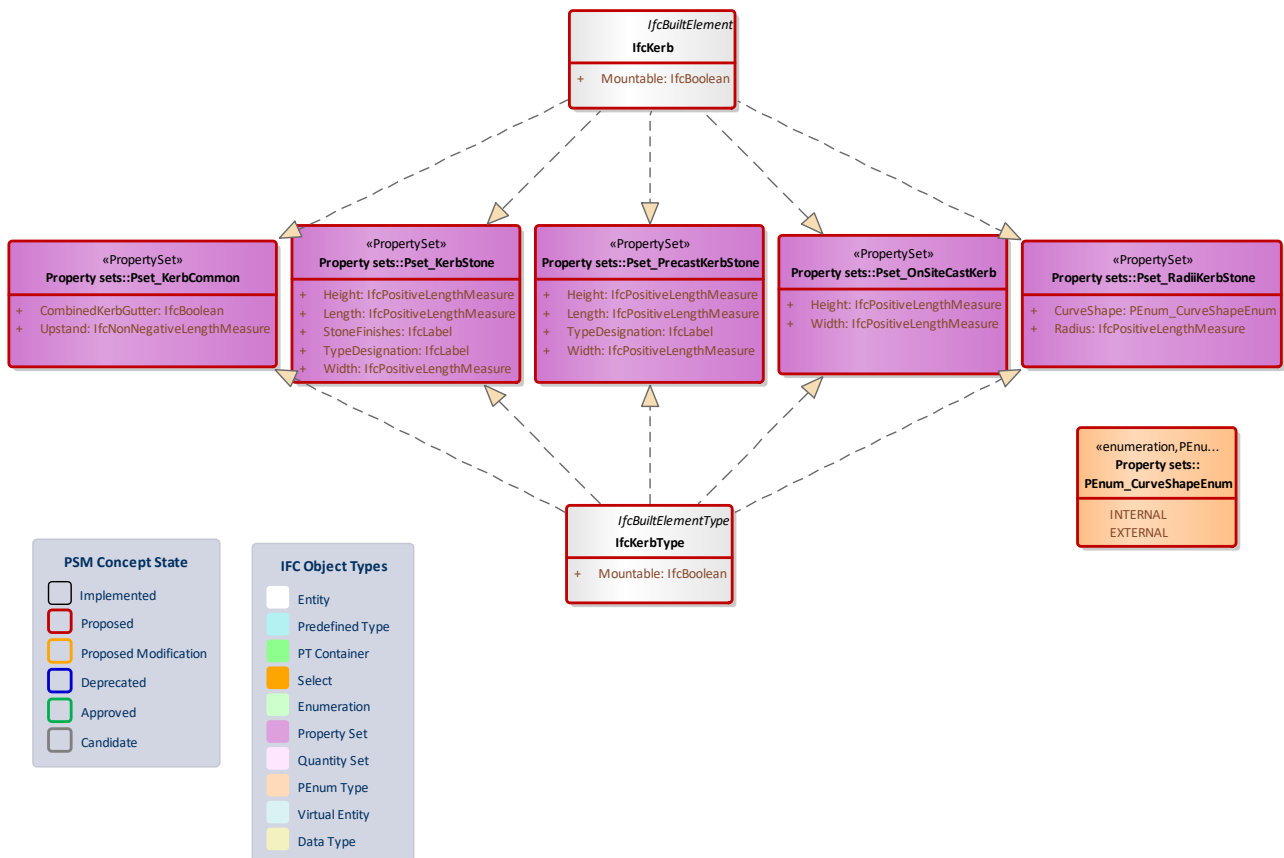 IfcBuiltElement
IfcKerb
+ Mountable: IfcBoolean
«PropertySet»
Property sets::Pset_KerbCommon
+ CombinedKerbGutter: IfcBoolean
+ Upstand: IfcNonNegativeLengthMeasure
«PropertySet»
Property sets::Pset_KerbStone
+ Height: IfcPositiveLengthMeasure
+ Length: IfcPositiveLengthMeasure
+ StoneFinishes: IfcLabel
+ TypeDesignation: IfcLabel
+ Width: IfcPositiveLengthMeasure
«PropertySet»
Property sets::Pset_PrecastKerbStone
+ Height: IfcPositiveLengthMeasure
+ Length: IfcPositiveLengthMeasure
+ TypeDesignation: IfcLabel
+ Width: IfcPositiveLengthMeasure
«PropertySet»
Property sets::Pset_OnSiteCastKerb
+ Height: IfcPositiveLengthMeasure
+ Width: IfcPositiveLengthMeasure
«PropertySet»
Property sets::Pset_RadiiKerbStone
+ CurveShape: PEnum_CurveShapeEnum
+ Radius: IfcPositiveLengthMeasure
«enumeration,PEnu...
Property sets::
PEnum_CurveShapeEnum
INTERNAL
EXTERNAL
IfcBuiltElementType
IfcKerbType
+ Mountable: IfcBoolean
PSM Concept State
Implemented
Proposed
Proposed Modification
Deprecated
Approved
Candidate
IFC Object Types
Entity
Predefined Type
PT Container
Select
Enumeration
Property Set
Quantity Set
PEnum Type
Virtual Entity
Data Type